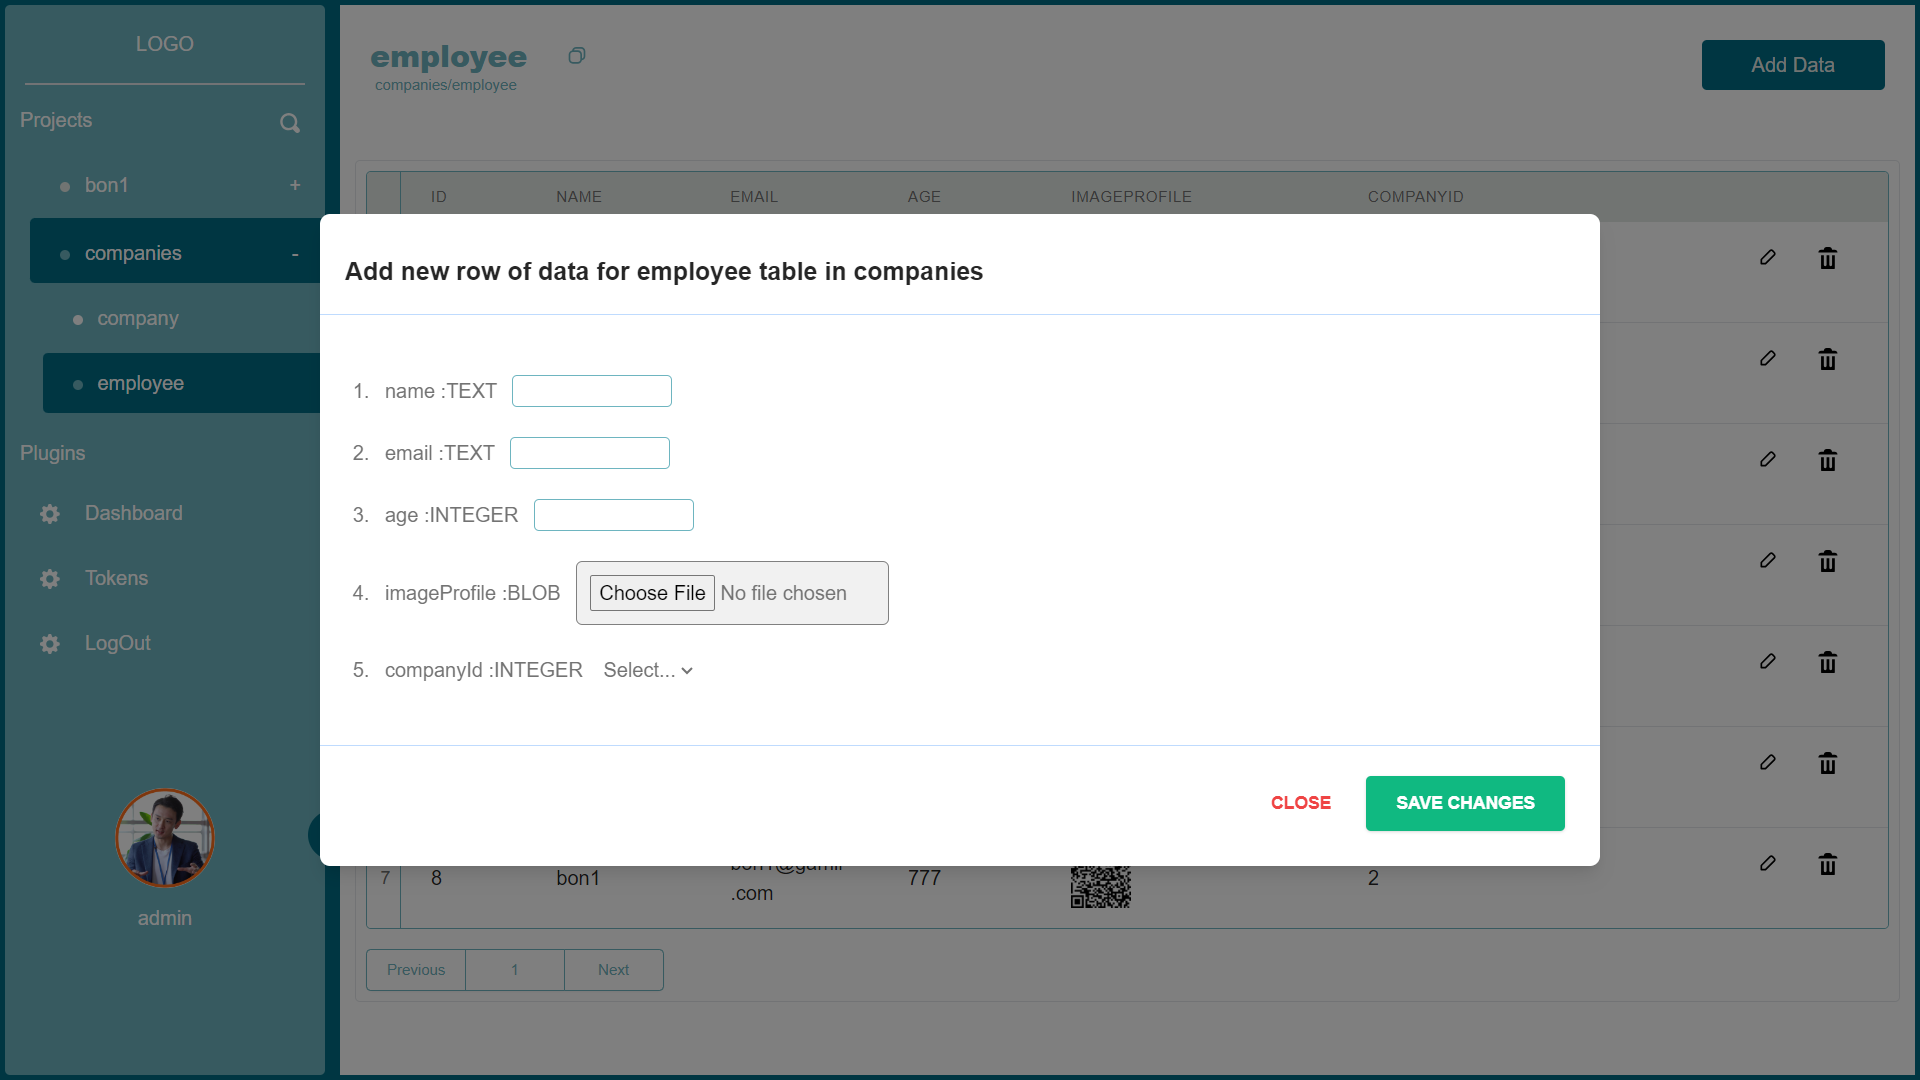 LOGO
Projects
bon1 +
companies -
company
employee
Plugins
Dashboard
Tokens
LogOut
admin
employee
companies/employee
Add Data
ID NAME EMAIL AGE IMAGEPROFILE COMPANYID
Add new row of data for employee table in companies
1. name :TEXT
2. email :TEXT
3. age :INTEGER
4. imageProfile :BLOB Choose File No file chosen
5. companyId :INTEGER Select...
CLOSE SAVE CHANGES
7 8 bon1 bon1@gamil 777 2
.com
Previous 1 Next